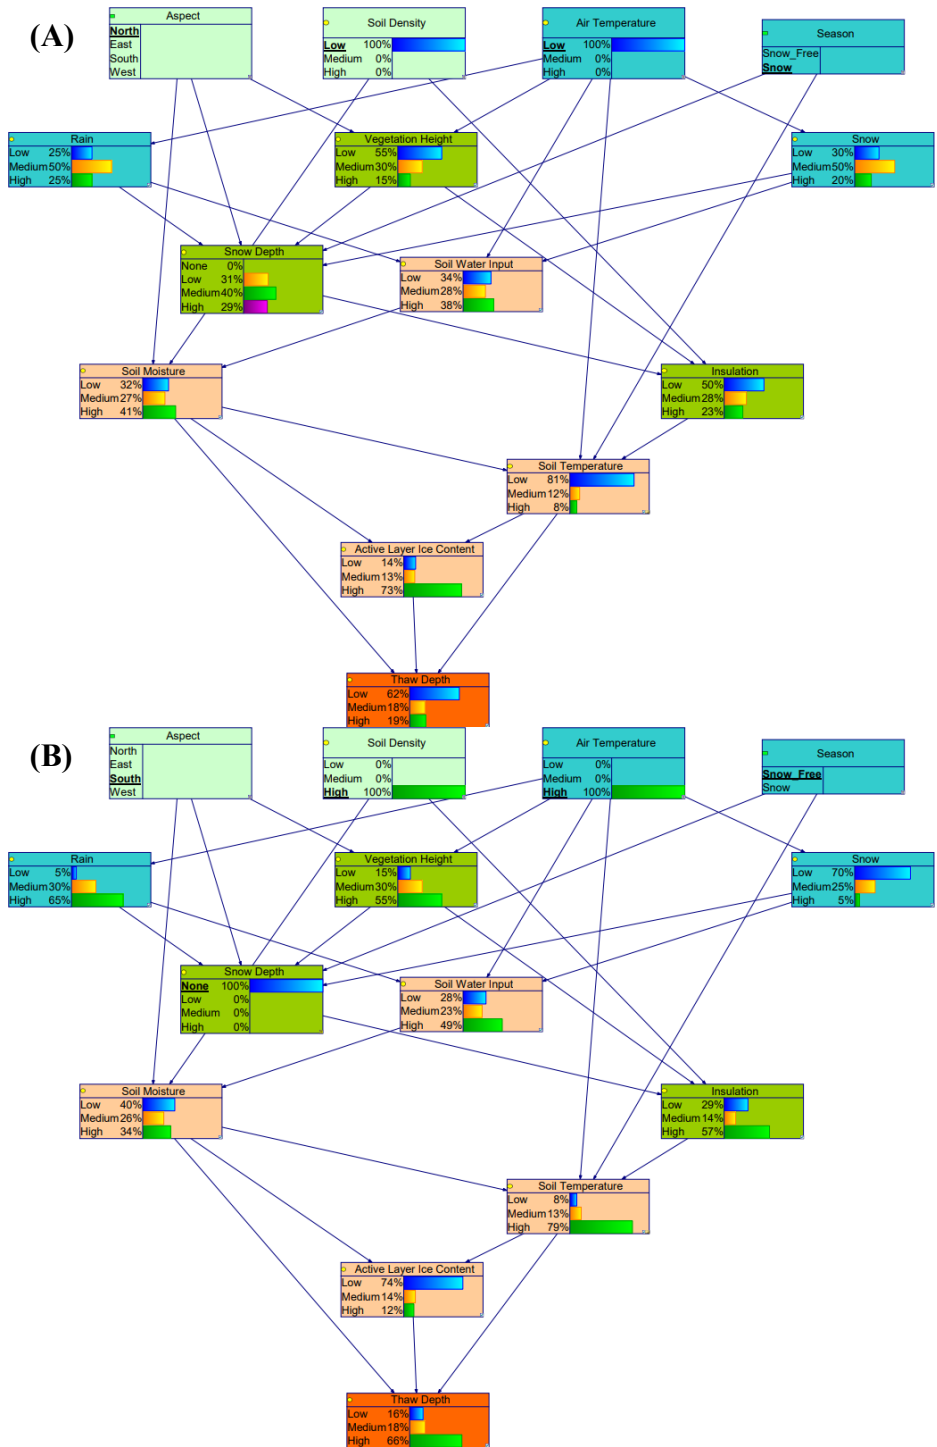 (A)
Aspect
North
East
South
West
Soil Density
Low 100%
Medium 0%
High 0%
Air Temperature
Low 100%
Medium 0%
High 0%
Season
Snow_Free
Snow
Rain
Low 25%
Medium 50%
High 25%
Vegetation Height
Low 55%
Medium 30%
High 15%
Snow
Low 30%
Medium 50%
High 20%
Snow Depth
None 0%
Low 31%
Medium 40%
High 29%
Soil Water Input
Low 34%
Medium 28%
High 38%
Soil Moisture
Low 32%
Medium 27%
High 41%
Insulation
Low 50%
Medium 28%
High 23%
Soil Temperature
Low 81%
Medium 12%
High 8%
Active Layer Ice Content
Low 14%
Medium 13%
High 73%
Thaw Depth
Low 62%
Medium 18%
High 19%
(B)
Aspect
North
East
South
West
Soil Density
Low 0%
Medium 0%
High 100%
Air Temperature
Low 0%
Medium 0%
High 100%
Season
Snow_Free
Snow
Rain
Low 5%
Medium 30%
High 65%
Vegetation Height
Low 15%
Medium 30%
High 55%
Snow
Low 70%
Medium 25%
High 5%
Snow Depth
None 100%
Low 0%
Medium 0%
High 0%
Soil Water Input
Low 28%
Medium 23%
High 49%
Soil Moisture
Low 40%
Medium 26%
High 34%
Insulation
Low 29%
Medium 14%
High 57%
Soil Temperature
Low 8%
Medium 13%
High 79%
Active Layer Ice Content
Low 74%
Medium 14%
High 12%
Thaw Depth
Low 16%
Medium 18%
High 66%